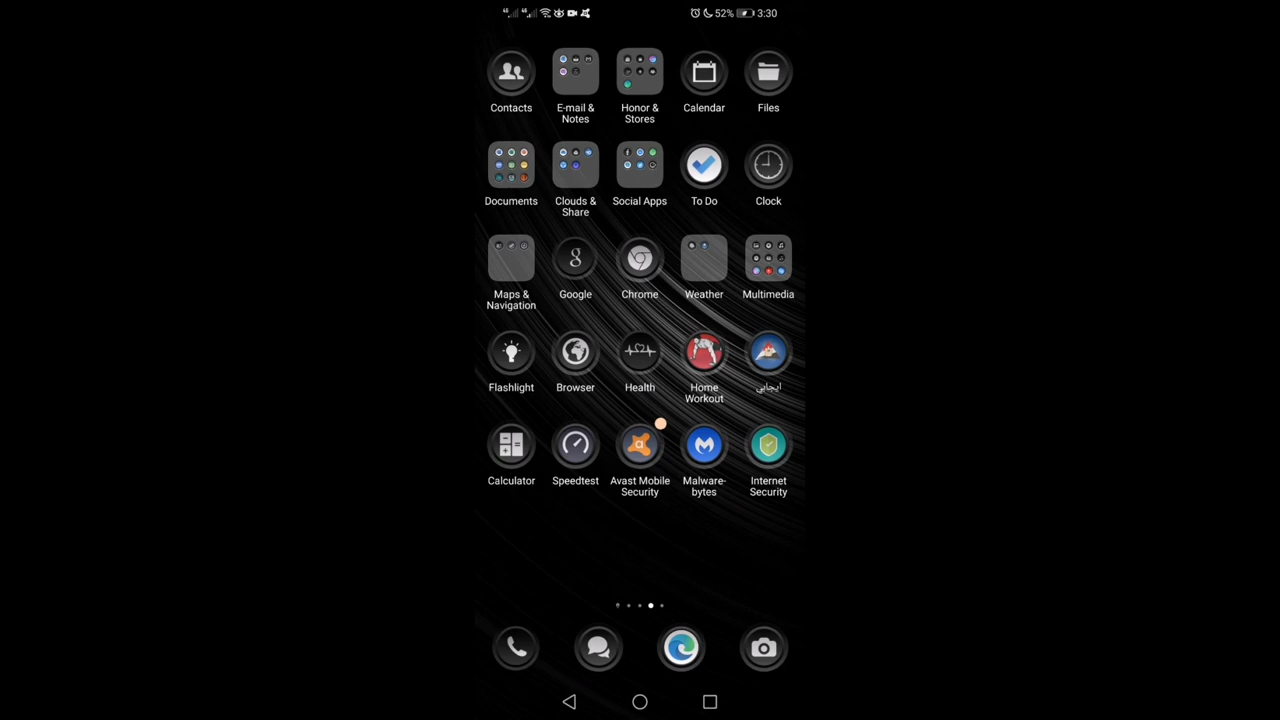 52% 3:30
Contacts
E-mail &
Notes
Honor &
Stores
Calendar
Files
Documents
Clouds &
Share
Social Apps
To Do
Clock
Maps &
Navigation
Google
Chrome
Weather
Multimedia
Flashlight
Browser
Health
Home
Workout
ايجابي
Calculator
Speedtest
Avast Mobile
Security
Malware-
bytes
Internet
Security